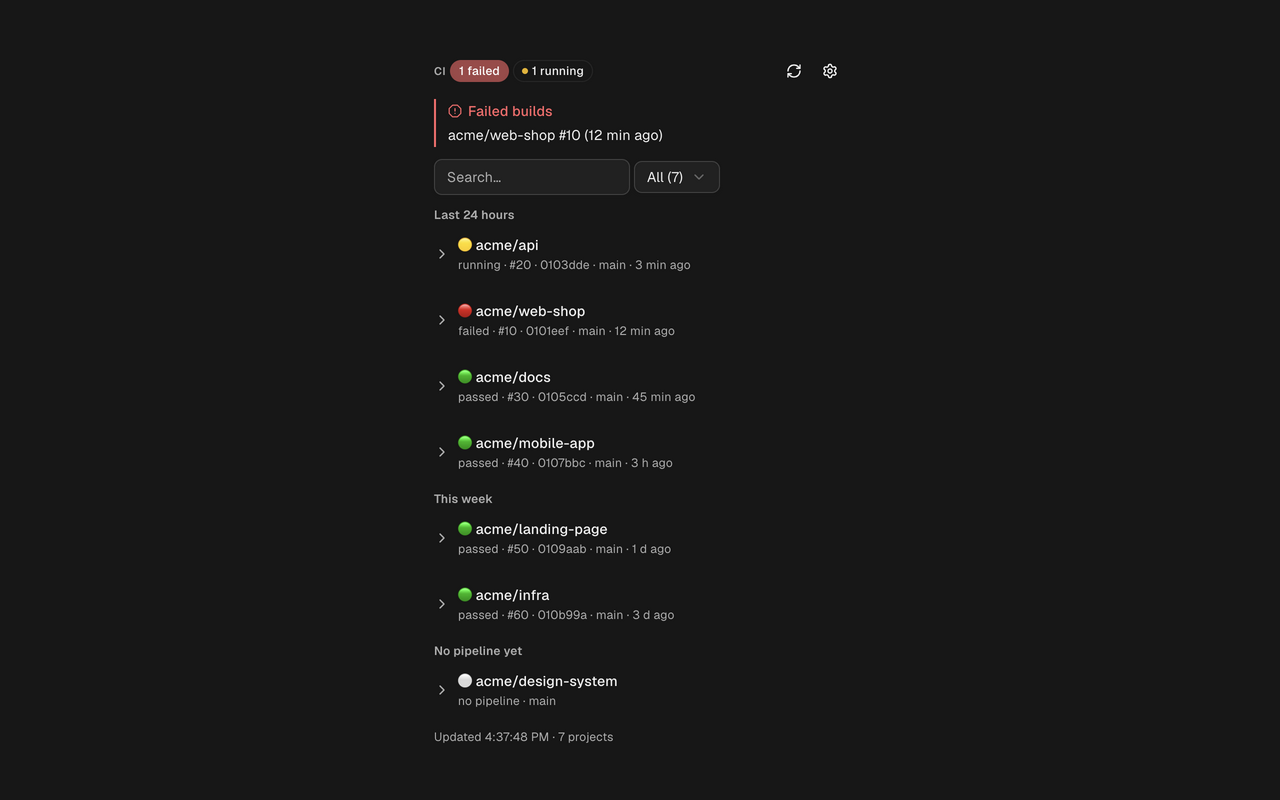 CI 1 failed 1 running
Failed builds
acme/web-shop #10 (12 min ago)
Search… All (7)
Last 24 hours
acme/api
running · #20 · 0103dde · main · 3 min ago
acme/web-shop
failed · #10 · 0101eef · main · 12 min ago
acme/docs
passed · #30 · 0105ccd · main · 45 min ago
acme/mobile-app
passed · #40 · 0107bbc · main · 3 h ago
This week
acme/landing-page
passed · #50 · 0109aab · main · 1 d ago
acme/infra
passed · #60 · 010b99a · main · 3 d ago
No pipeline yet
acme/design-system
no pipeline · main
Updated 4:37:48 PM · 7 projects